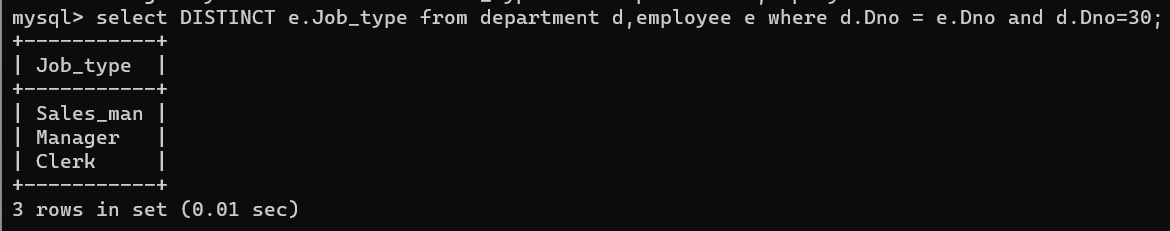 mysql> select DISTINCT e.Job_type from department d,employee e where d.Dno = e.Dno and d.Dno=30;
+-----------+
| Job_type  |
+-----------+
| Sales_man |
| Manager   |
| Clerk     |
+-----------+
3 rows in set (0.01 sec)